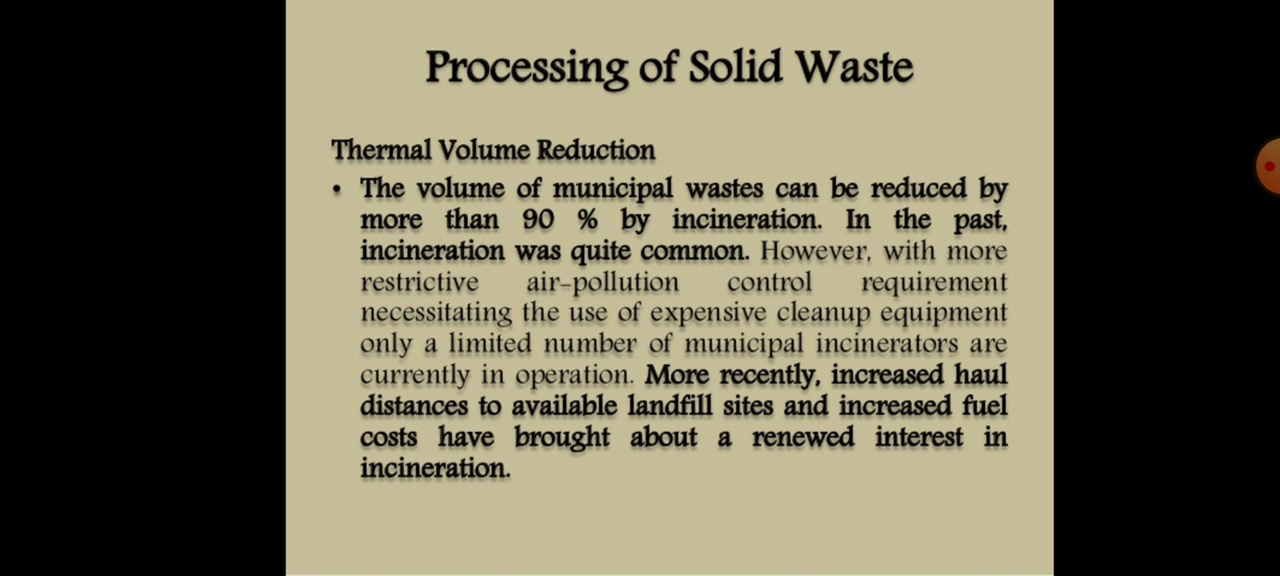 Processing of Solid Waste
Thermal Volume Reduction
• The volume of municipal wastes can be reduced by
more than 90 % by incineration. In the past,
incineration was quite common. However, with more
restrictive air-pollution control requirement
necessitating the use of expensive cleanup equipment
only a limited number of municipal incinerators are
currently in operation. More recently, increased haul
distances to available landfill sites and increased fuel
costs have brought about a renewed interest in
incineration.